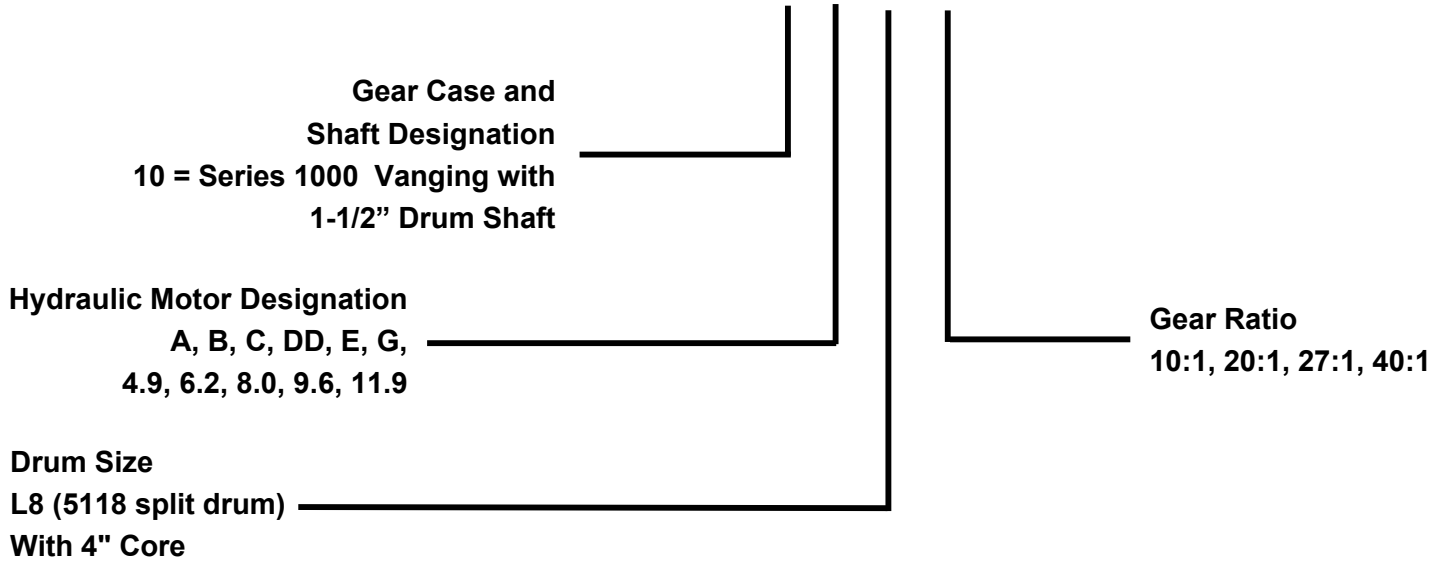 Gear Case and
Shaft Designation
10 = Series 1000  Vanging with
1-1/2” Drum Shaft
Hydraulic Motor Designation
A, B, C, DD, E, G,
4.9, 6.2, 8.0, 9.6, 11.9
Gear Ratio
10:1, 20:1, 27:1, 40:1
Drum Size
L8 (5118 split drum)
With 4" Core